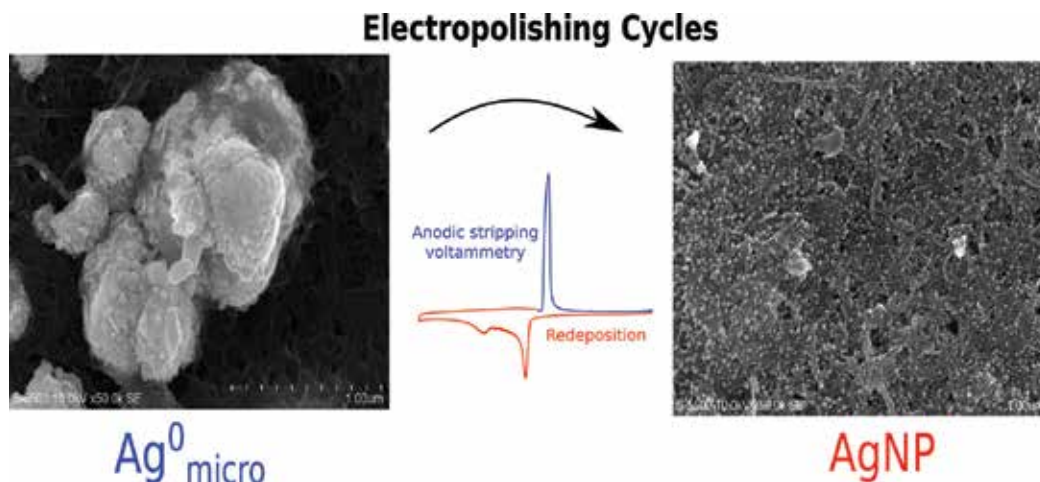 Electropolishing Cycles
Anodic stripping
voltammetry
Redeposition
1.00um
Ag⁰micro
AgNP